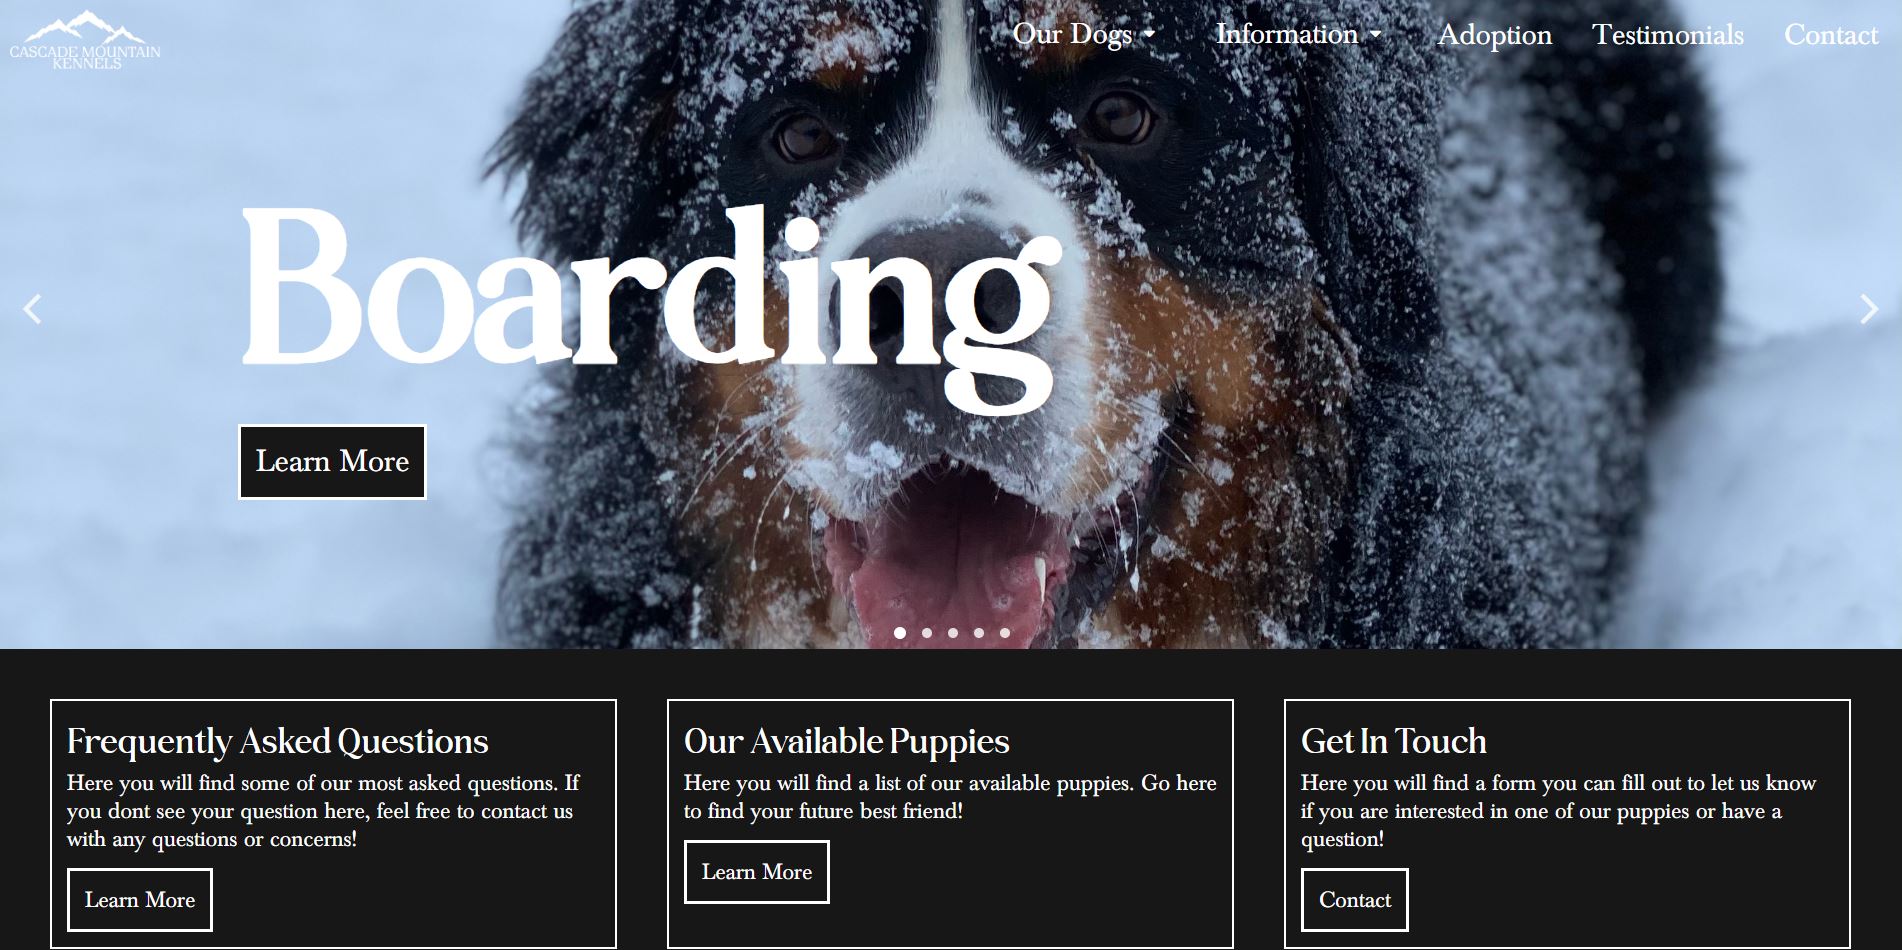 CASCADE MOUNTAIN
KENNELS
Our Dogs
Information
Adoption
Testimonials
Contact
Boarding
Learn More
Frequently Asked Questions
Here you will find some of our most asked questions. If
you dont see your question here, feel free to contact us
with any questions or concerns!
Learn More
Our Available Puppies
Here you will find a list of our available puppies. Go here
to find your future best friend!
Learn More
Get In Touch
Here you will find a form you can fill out to let us know
if you are interested in one of our puppies or have a
question!
Contact